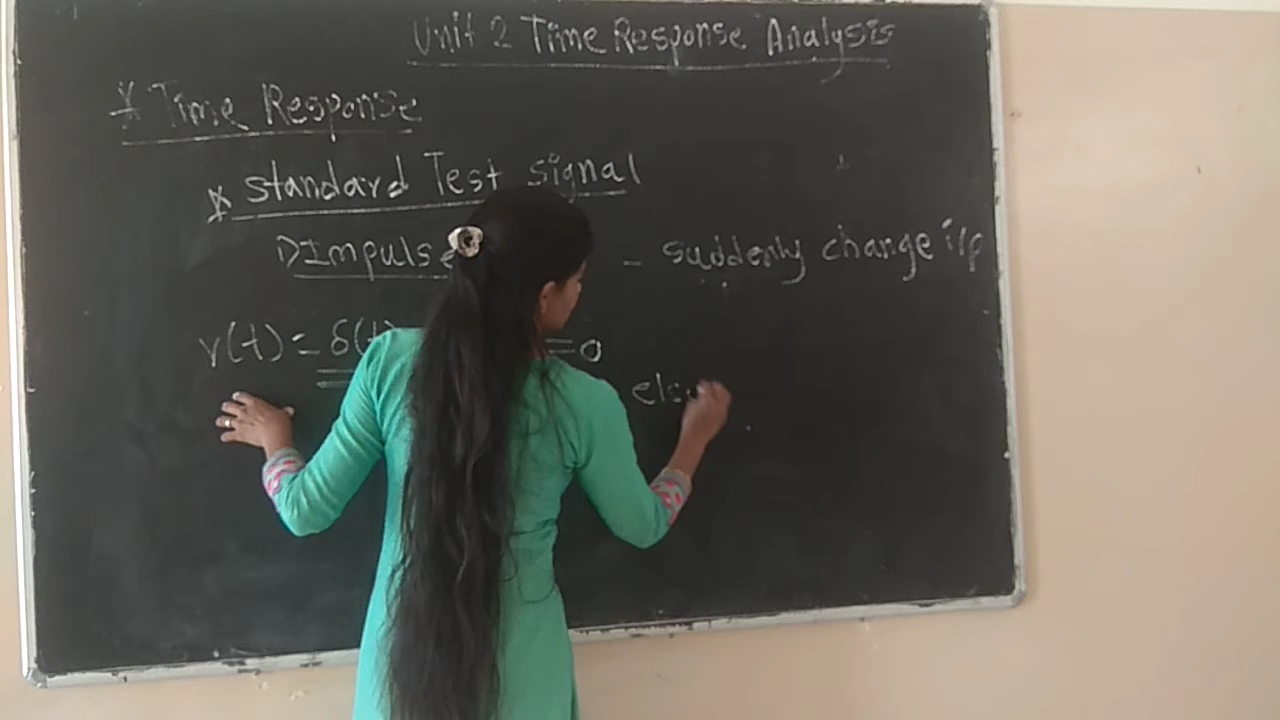 Unit 2 Time Response Analysis
* Time Response
* Standard Test signal
1) Impulse - suddenly change i/p
r(t) = δ(t) =0
else